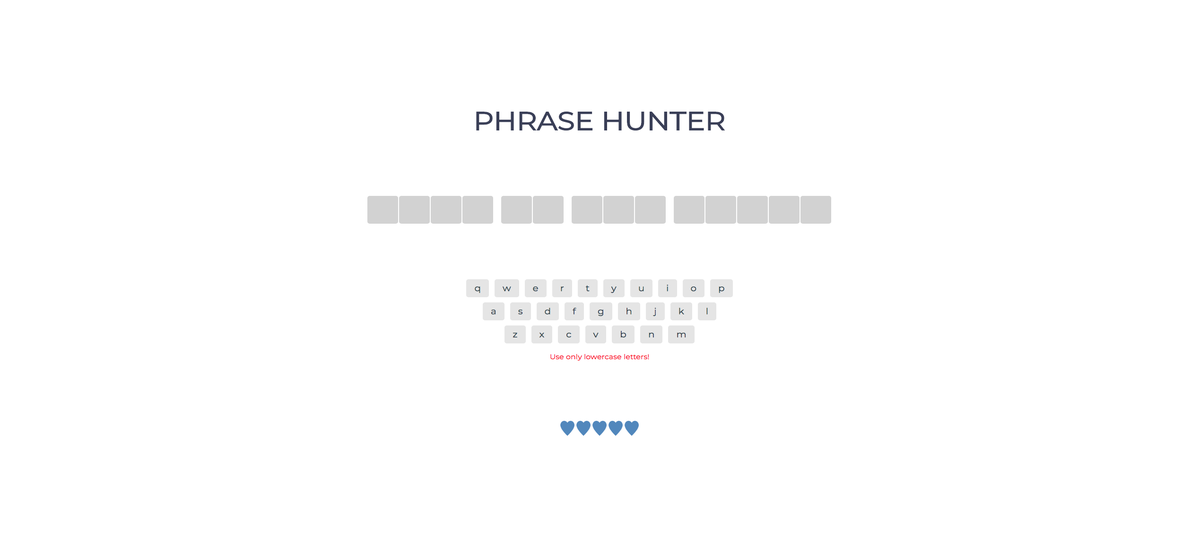 PHRASE HUNTER
q w e r t y u i o p
a s d f g h j k l
z x c v b n m
Use only lowercase letters!